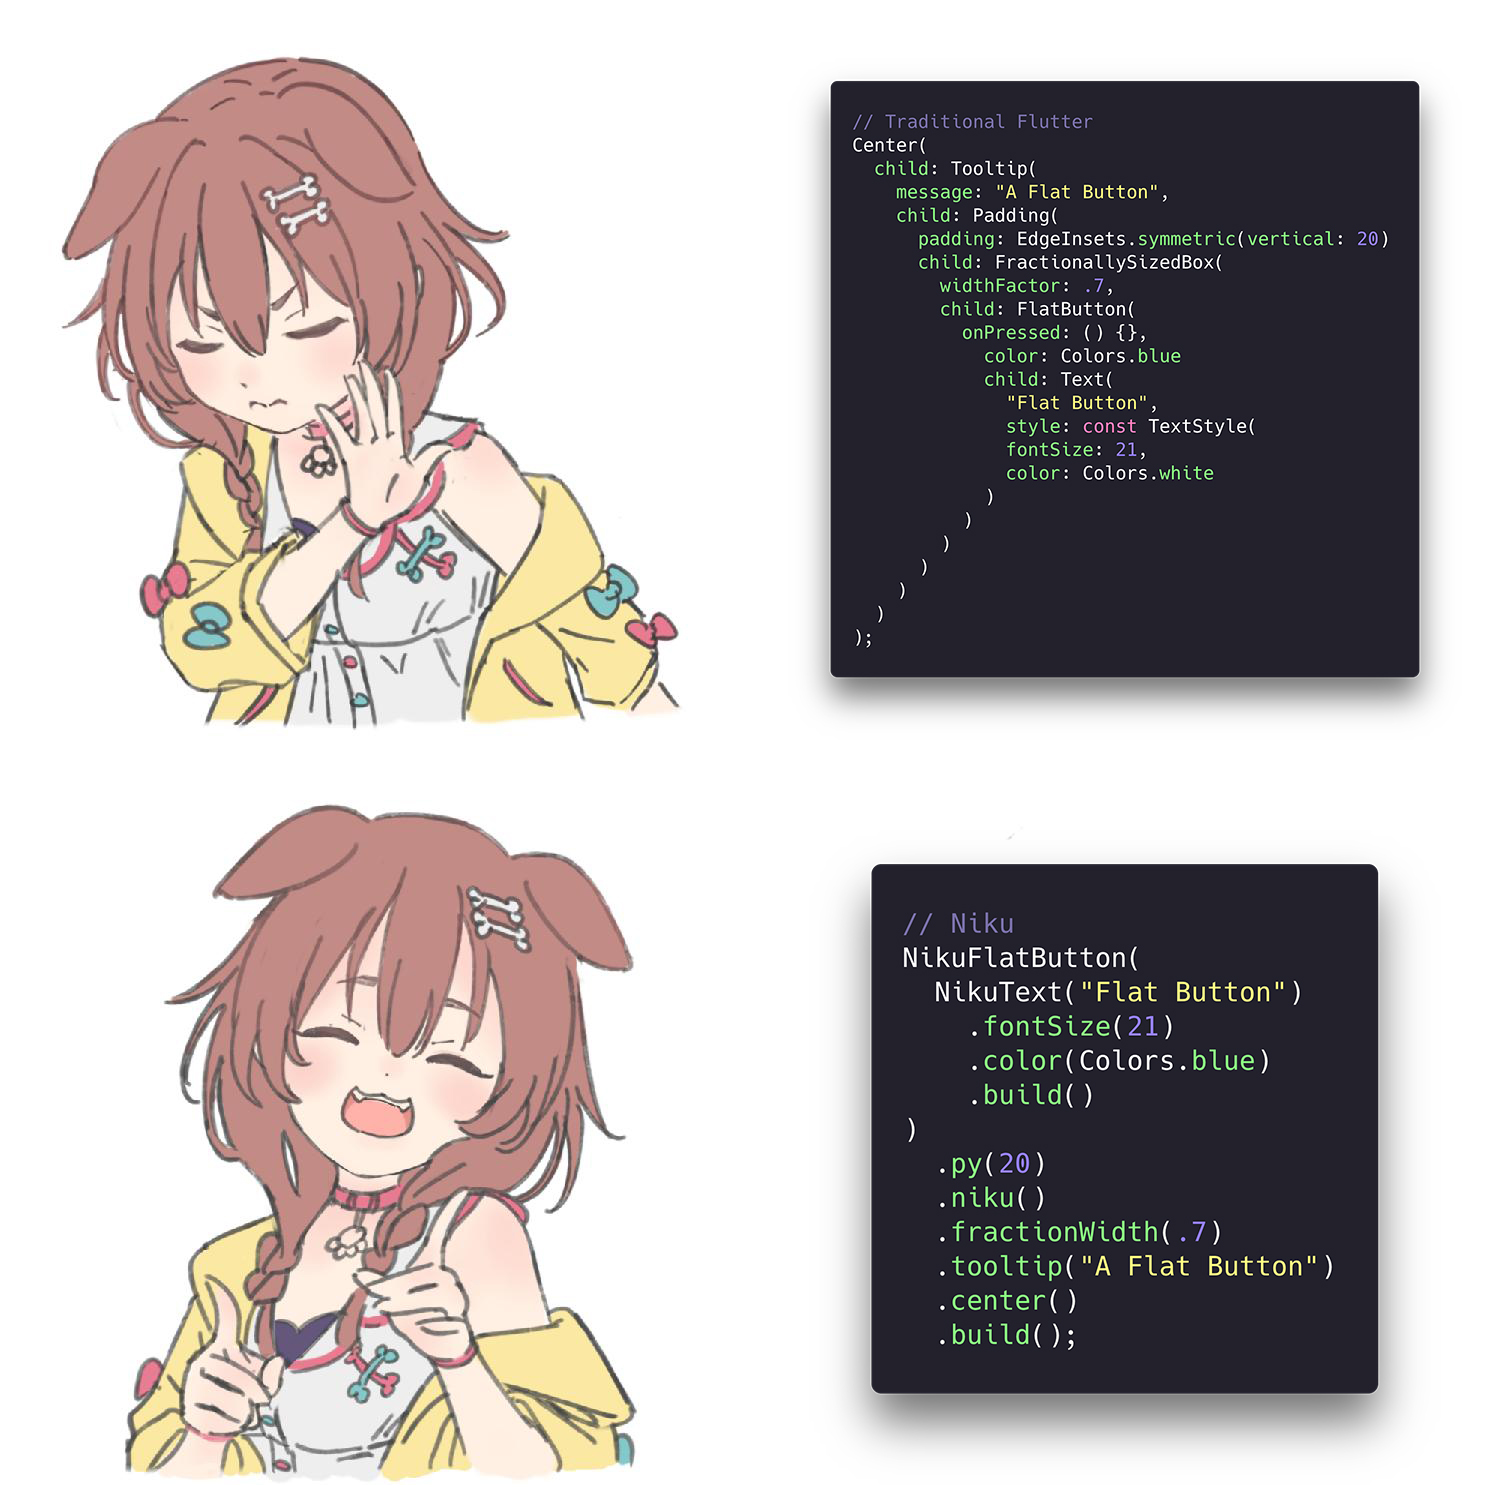 // Traditional Flutter
Center(
  child: Tooltip(
    message: "A Flat Button",
    child: Padding(
      padding: EdgeInsets.symmetric(vertical: 20)
      child: FractionallySizedBox(
        widthFactor: .7,
        child: FlatButton(
          onPressed: () {},
            color: Colors.blue
            child: Text(
              "Flat Button",
              style: const TextStyle(
              fontSize: 21,
              color: Colors.white
            )
          )
        )
      )
    )
  )
);
// Niku
NikuFlatButton(
  NikuText("Flat Button")
    .fontSize(21)
    .color(Colors.blue)
    .build()
)
  .py(20)
  .niku()
  .fractionWidth(.7)
  .tooltip("A Flat Button")
  .center()
  .build();